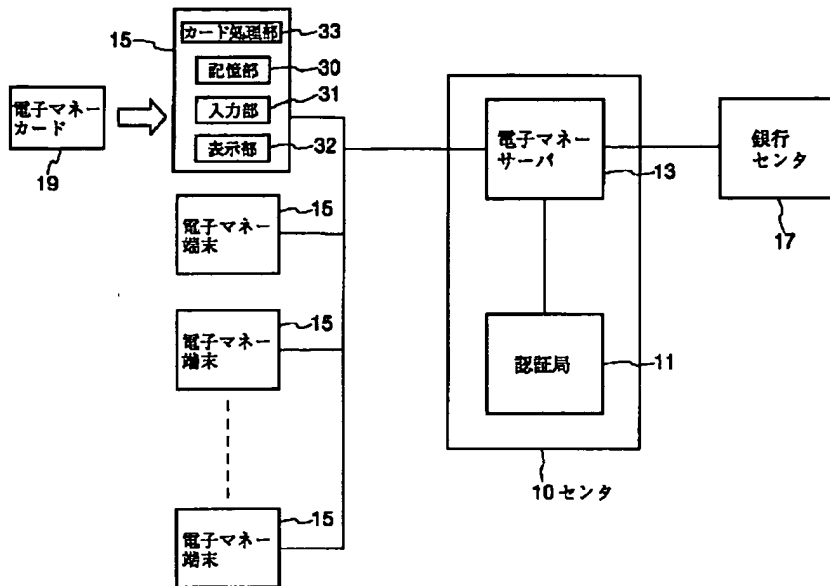 15
カード処理部 33
記憶部 30
入力部 31
表示部 32
電子マネー
カード
19
電子マネー
端末
15
電子マネー
端末
15
電子マネー
端末
15
電子マネー
サーバ
13
認証局
11
10 センタ
銀行
センタ
17